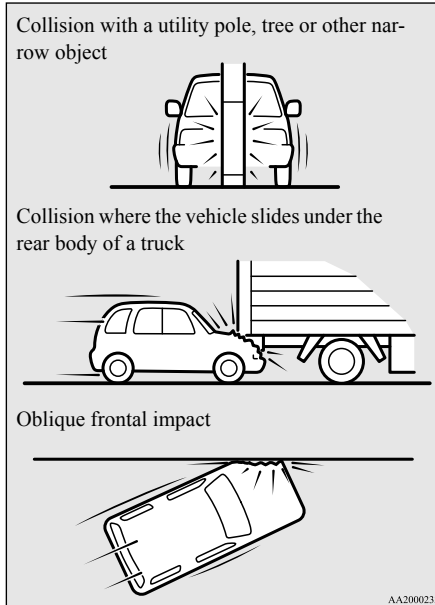 Collision with a utility pole, tree or other nar-
row object
Collision where the vehicle slides under the
rear body of a truck
Oblique frontal impact
AA200023